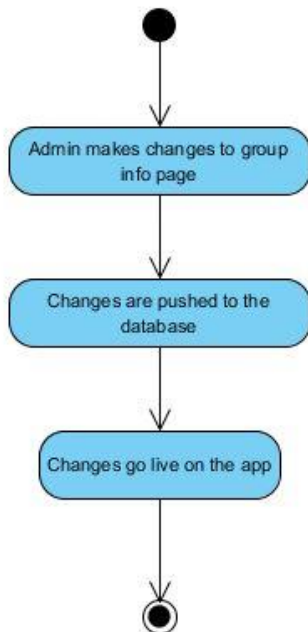 Admin makes changes to group
info page
Changes are pushed to the
database
Changes go live on the app